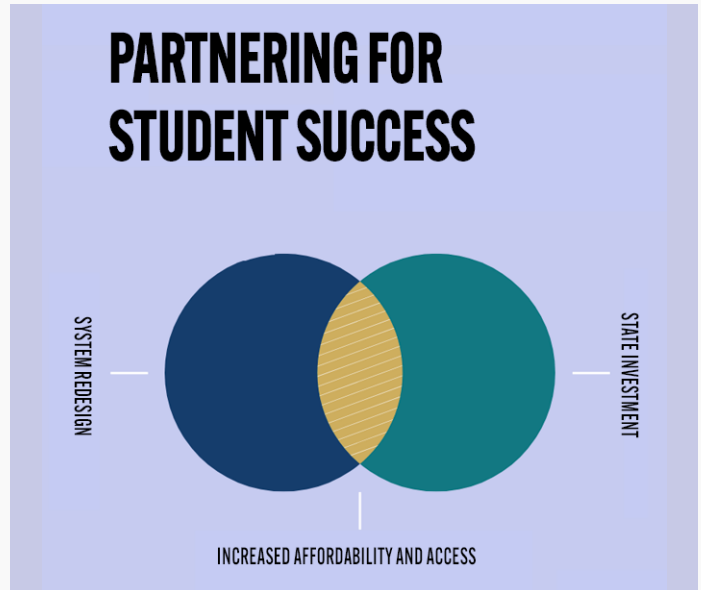 PARTNERING FOR
STUDENT SUCCESS
SYSTEM REDESIGN
STATE INVESTMENT
INCREASED AFFORDABILITY AND ACCESS